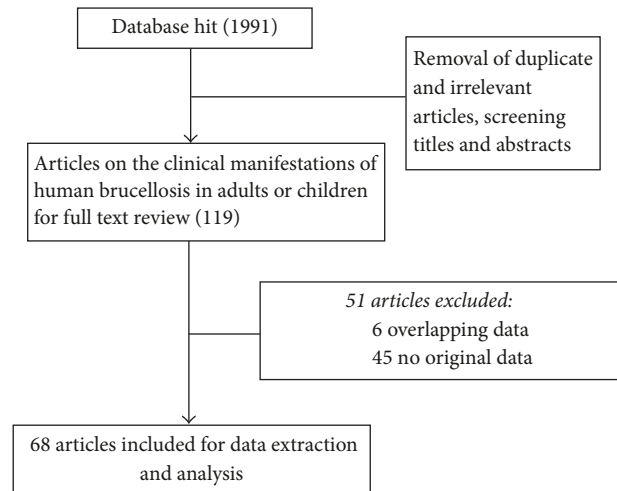 Database hit (1991)
Removal of duplicate
and irrelevant
articles, screening
titles and abstracts
Articles on the clinical manifestations of
human brucellosis in adults or children
for full text review (119)
51 articles excluded:
6 overlapping data
45 no original data
68 articles included for data extraction
and analysis